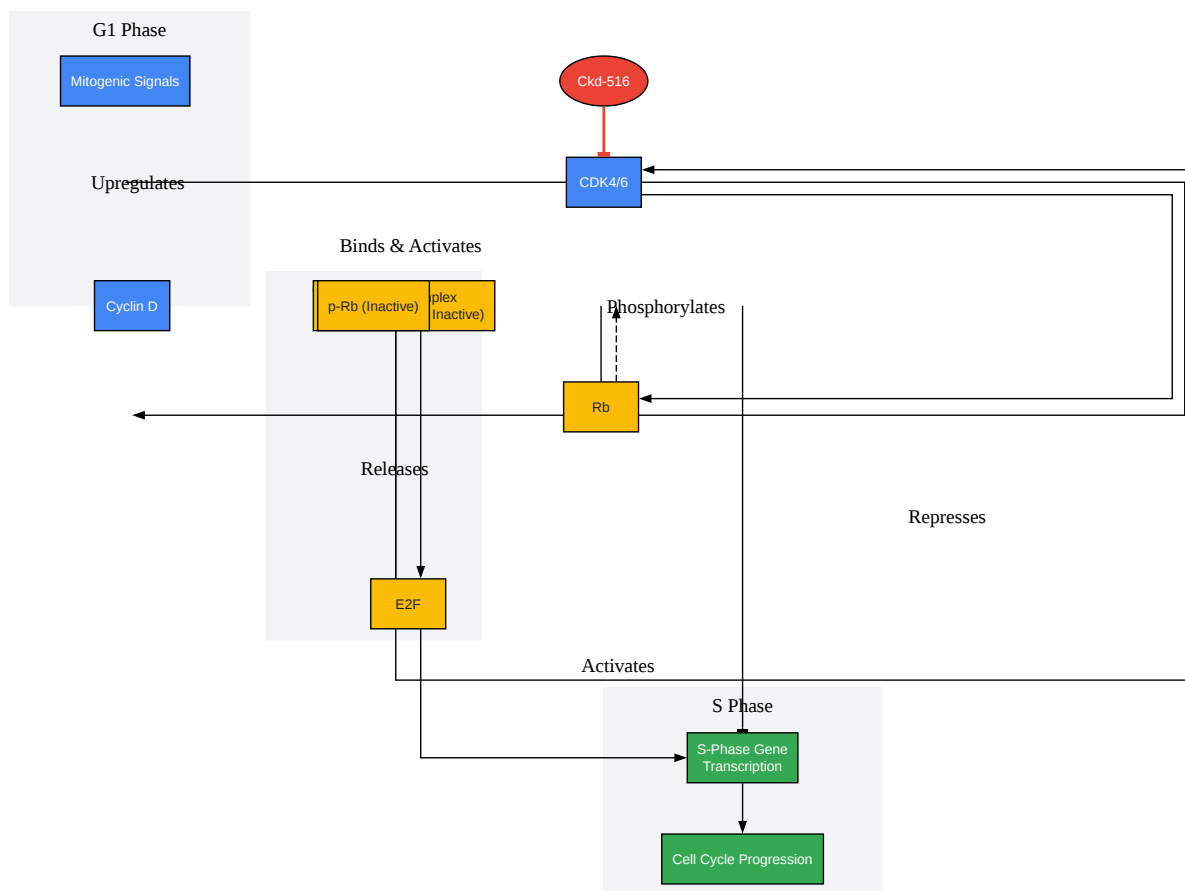 G1 Phase
Mitogenic Signals
Ckd-516
CDK4/6
Upregulates
Binds & Activates
Cyclin D
p-Rb (Inactive)
Inactive)
Phosphorylates
Rb
Releases
Represses
E2F
Activates
S Phase
S-Phase Gene
Transcription
Cell Cycle Progression